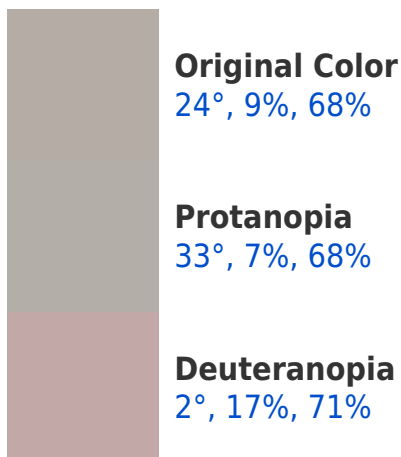 Original Color
24°, 9%, 68%
Protanopia
33°, 7%, 68%
Deuteranopia
2°, 17%, 71%